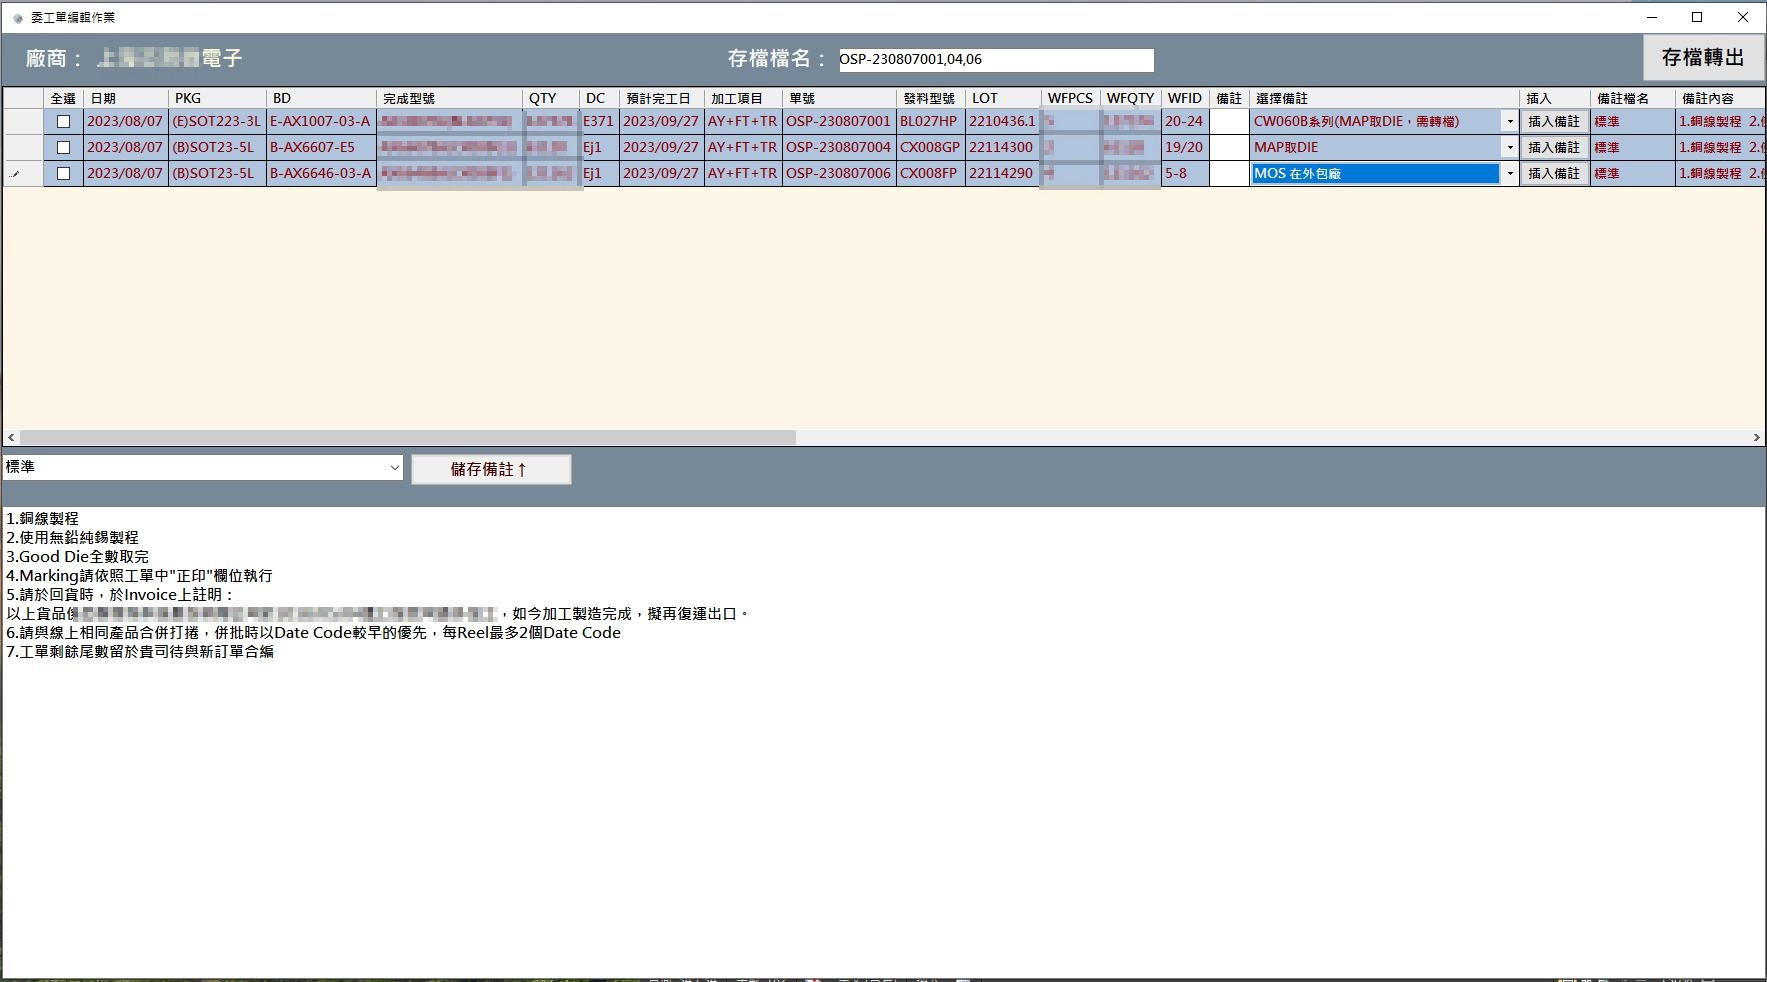 委工單編輯作業
廠商： 電子 存檔檔名： OSP-230807001,04,06 存檔轉出
全選 日期 PKG BD 完成型號 QTY DC 預計完工日 加工項目 單號 發料型號 LOT WFPCS WFQTY WFID 備註 選擇備註 插入 備註檔名 備註內容
2023/08/07 (E)SOT223-3L E-AX1007-03-A E371 2023/09/27 AY+FT+TR OSP-230807001 BL027HP 2210436.1 20-24 CW060B系列(MAP取DIE，需轉檔) 插入備註 標準 1.銅線製程 2.
2023/08/07 (B)SOT23-5L B-AX6607-E5 Ej1 2023/09/27 AY+FT+TR OSP-230807004 CX008GP 22114300 19/20 MAP取DIE 插入備註 標準 1.銅線製程 2.
2023/08/07 (B)SOT23-5L B-AX6646-03-A Ej1 2023/09/27 AY+FT+TR OSP-230807006 CX008FP 22114290 5-8 MOS 在外包廠 插入備註 標準 1.銅線製程 2.
標準 儲存備註↑
1.銅線製程
2.使用無鉛純錫製程
3.Good Die全數取完
4.Marking請依照工單中"正印"欄位執行
5.請於回貨時，於Invoice上註明：
以上貨品係 ，如今加工製造完成，擬再復運出口。
6.請與線上相同產品合併打捲，併批時以Date Code較早的優先，每Reel最多2個Date Code
7.工單剩餘尾數留於貴司待與新訂單合編